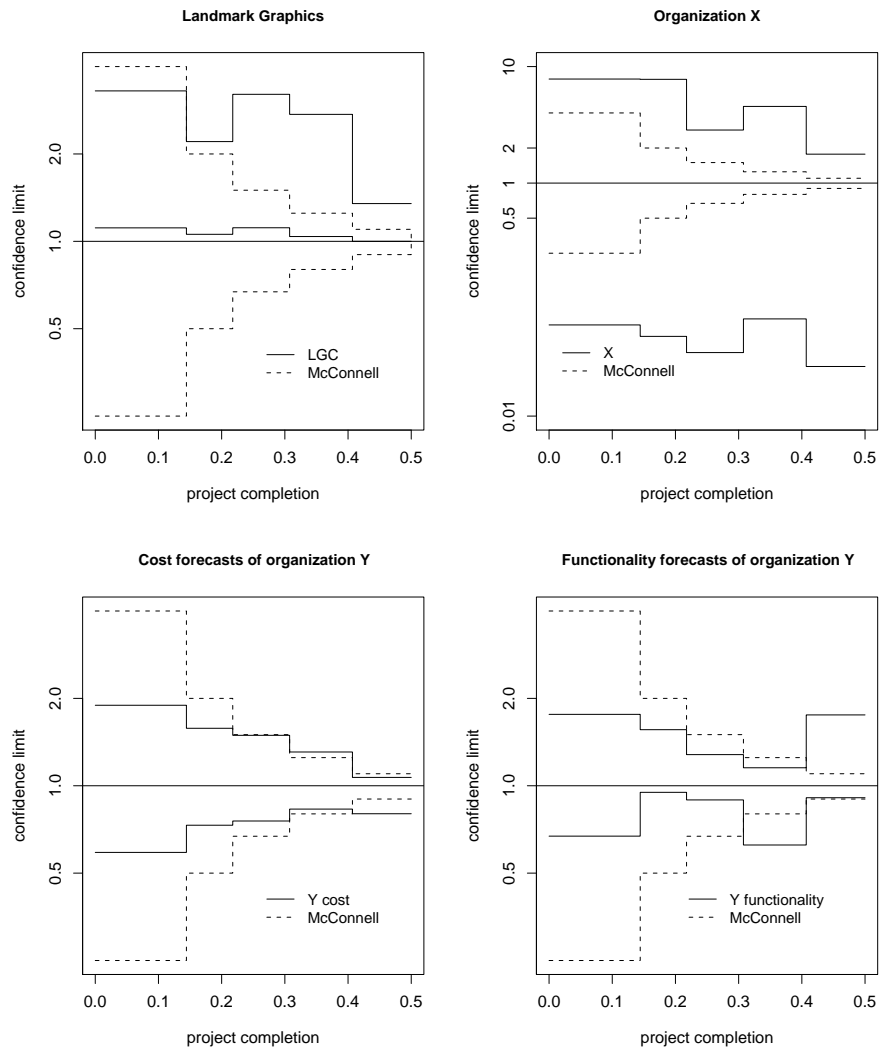 Landmark Graphics
confidence limit
2.0
1.0
0.5
LGC
McConnell
0.0 0.1 0.2 0.3 0.4 0.5
project completion
Organization X
confidence limit
10
2
1
0.5
0.01
X
McConnell
0.0 0.1 0.2 0.3 0.4 0.5
project completion
Cost forecasts of organization Y
confidence limit
2.0
1.0
0.5
Y cost
McConnell
0.0 0.1 0.2 0.3 0.4 0.5
project completion
Functionality forecasts of organization Y
confidence limit
2.0
1.0
0.5
Y functionality
McConnell
0.0 0.1 0.2 0.3 0.4 0.5
project completion